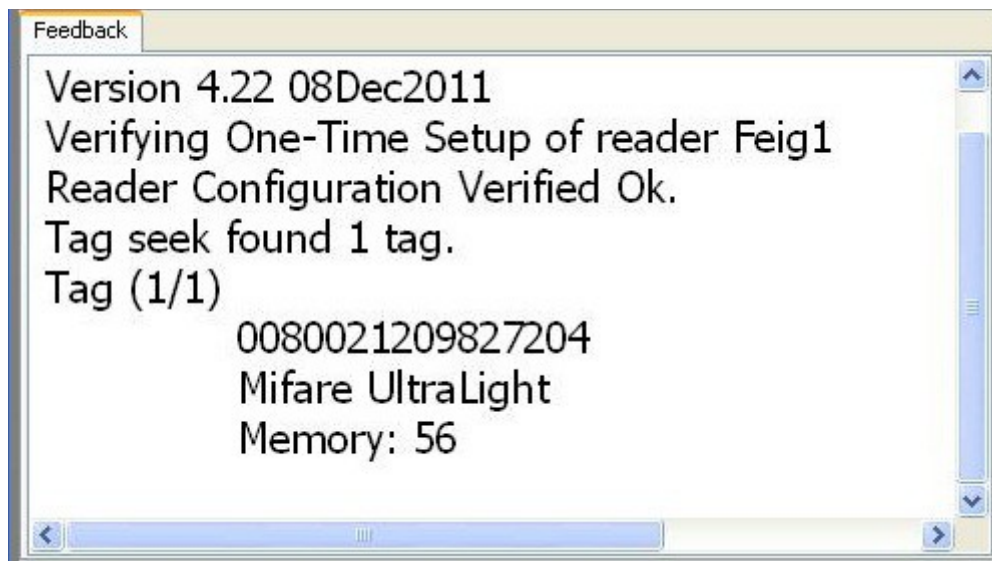 Feedback
Version 4.22 08Dec2011
Verifying One-Time Setup of reader Feig1
Reader Configuration Verified Ok.
Tag seek found 1 tag.
Tag (1/1)
0080021209827204
Mifare UltraLight
Memory: 56